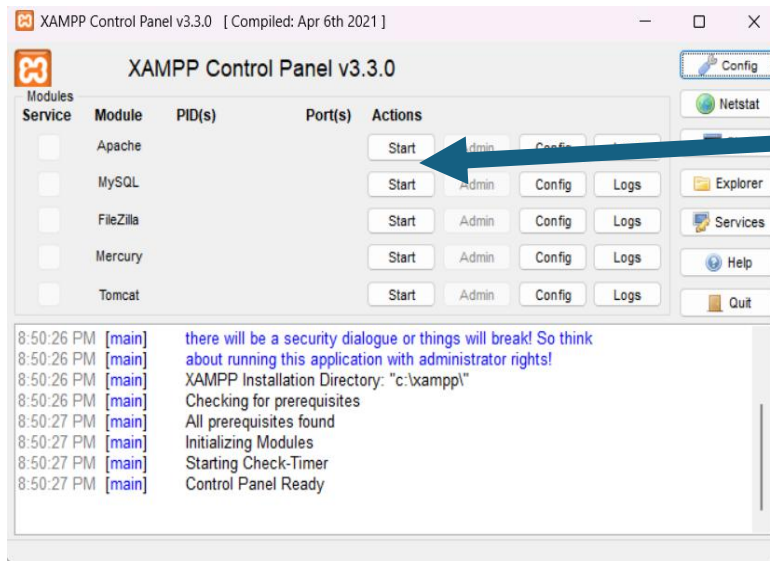 XAMPP Control Panel v3.3.0 [ Compiled: Apr 6th 2021 ]
XAMPP Control Panel v3.3.0
Config
Modules
Service Module PID(s) Port(s) Actions
Netstat
Apache Start Admin Config
MySQL Start Admin Config Logs
Explorer
FileZilla Start Admin Config Logs
Services
Mercury Start Admin Config Logs
Help
Tomcat Start Admin Config Logs
Quit
8:50:26 PM [main] there will be a security dialogue or things will break! So think
8:50:26 PM [main] about running this application with administrator rights!
8:50:26 PM [main] XAMPP Installation Directory: "c:\xampp\"
8:50:26 PM [main] Checking for prerequisites
8:50:27 PM [main] All prerequisites found
8:50:27 PM [main] Initializing Modules
8:50:27 PM [main] Starting Check-Timer
8:50:27 PM [main] Control Panel Ready